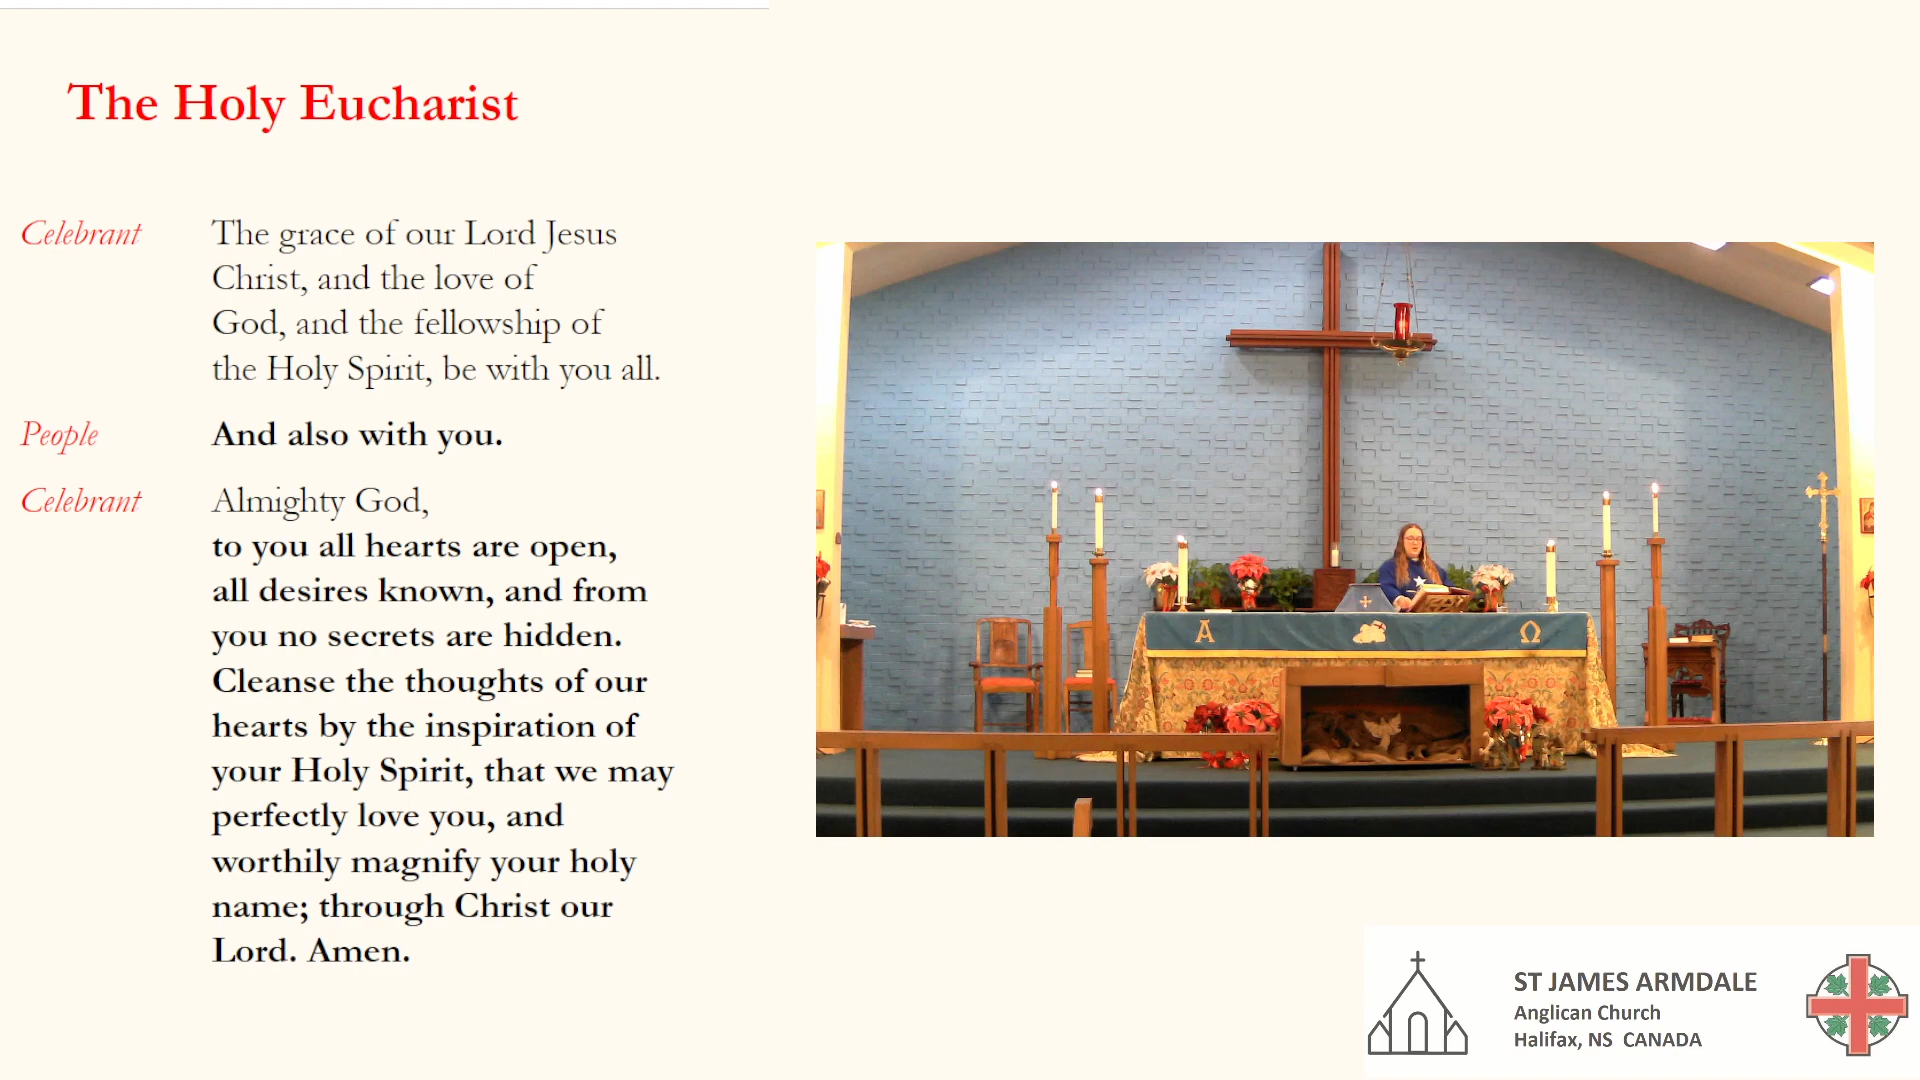 The Holy Eucharist
Celebrant The grace of our Lord Jesus
Christ, and the love of
God, and the fellowship of
the Holy Spirit, be with you all.
People And also with you.
Celebrant Almighty God,
to you all hearts are open,
all desires known, and from
you no secrets are hidden.
Cleanse the thoughts of our
hearts by the inspiration of
your Holy Spirit, that we may
perfectly love you, and
worthily magnify your holy
name; through Christ our
Lord. Amen.
Α Ω
ST JAMES ARMDALE
Anglican Church
Halifax, NS CANADA